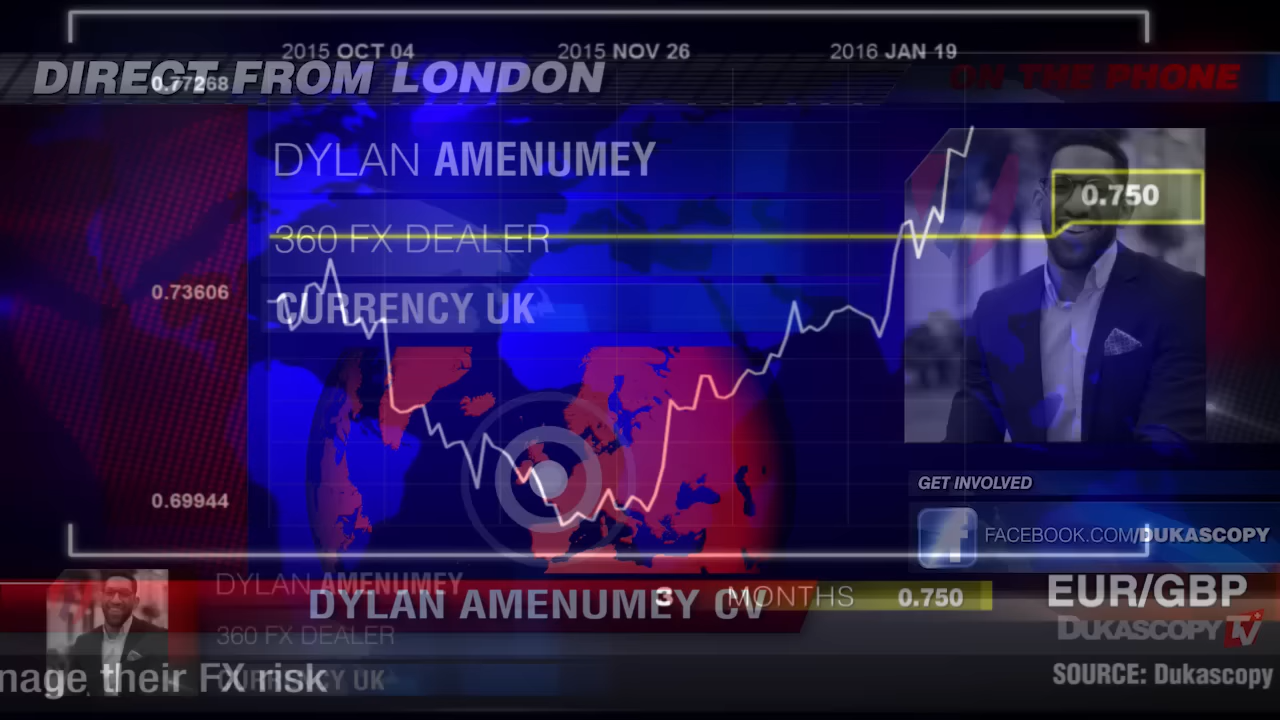 2015 OCT 04
2015 NOV 26
2016 JAN 19
DIRECT FROM LONDON
0.77268
ON THE PHONE
DYLAN AMENUMEY
0.750
360 FX DEALER
0.73606
CURRENCY UK
GET INVOLVED
0.69944
FACEBOOK.COM/DUKASCOPY
DYLAN AMENUMEY
DYLAN AMENUMEY CV
3 MONTHS
0.750
EUR/GBP
360 FX DEALER
DUKASCOPY TV
nage their FX risk
CURRENCY UK
SOURCE: Dukascopy